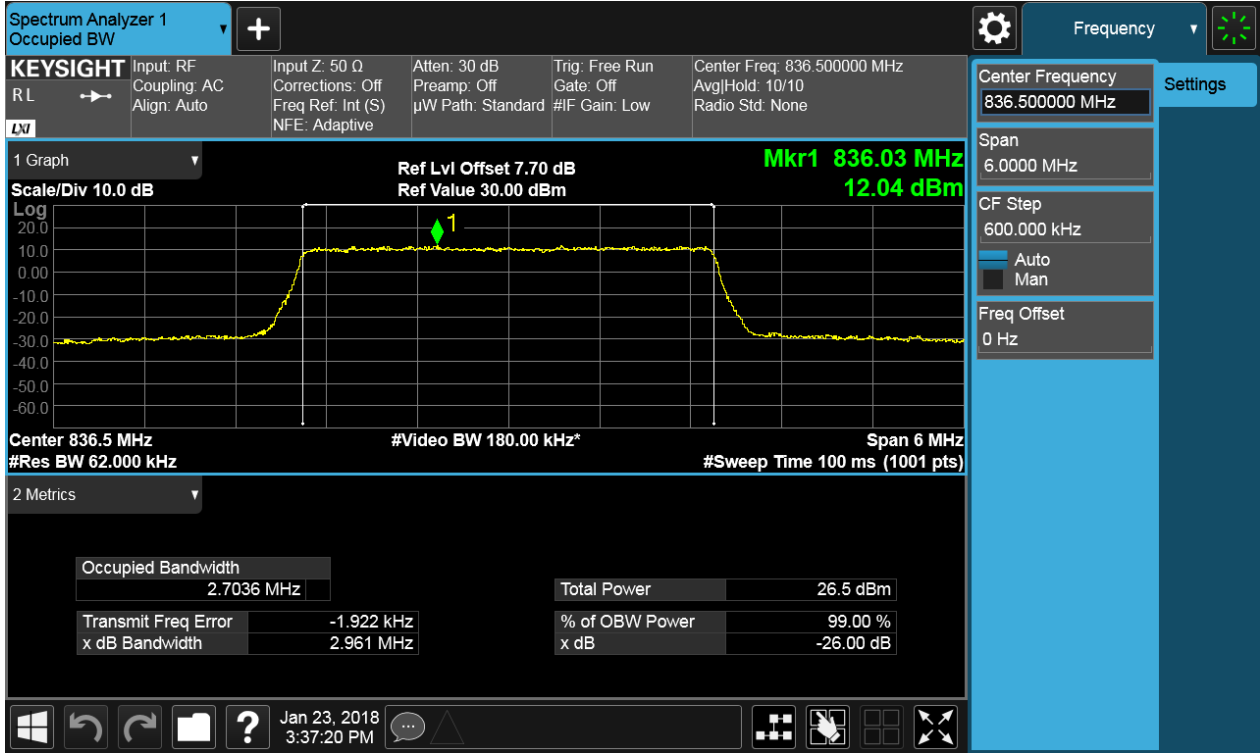 Spectrum Analyzer 1
Occupied BW
+
Frequency
KEYSIGHT
RL
LXI
Input: RF
Coupling: AC
Align: Auto
Input Z: 50 Ω
Corrections: Off
Freq Ref: Int (S)
NFE: Adaptive
Atten: 30 dB
Preamp: Off
µW Path: Standard
Trig: Free Run
Gate: Off
#IF Gain: Low
Center Freq: 836.500000 MHz
Avg|Hold: 10/10
Radio Std: None
Center Frequency
836.500000 MHz
Settings
Span
6.0000 MHz
CF Step
600.000 kHz
Auto
Man
Freq Offset
0 Hz
1 Graph
Scale/Div 10.0 dB
Ref Lvl Offset 7.70 dB
Ref Value 30.00 dBm
Mkr1 836.03 MHz
12.04 dBm
Log
1
20.0
10.0
0.00
-10.0
-20.0
-30.0
-40.0
-50.0
-60.0
Center 836.5 MHz
#Video BW 180.00 kHz*
Span 6 MHz
#Res BW 62.000 kHz
#Sweep Time 100 ms (1001 pts)
2 Metrics
Occupied Bandwidth
2.7036 MHz
Total Power 26.5 dBm
Transmit Freq Error -1.922 kHz
% of OBW Power 99.00 %
x dB Bandwidth 2.961 MHz
x dB -26.00 dB
?
Jan 23, 2018
3:37:20 PM